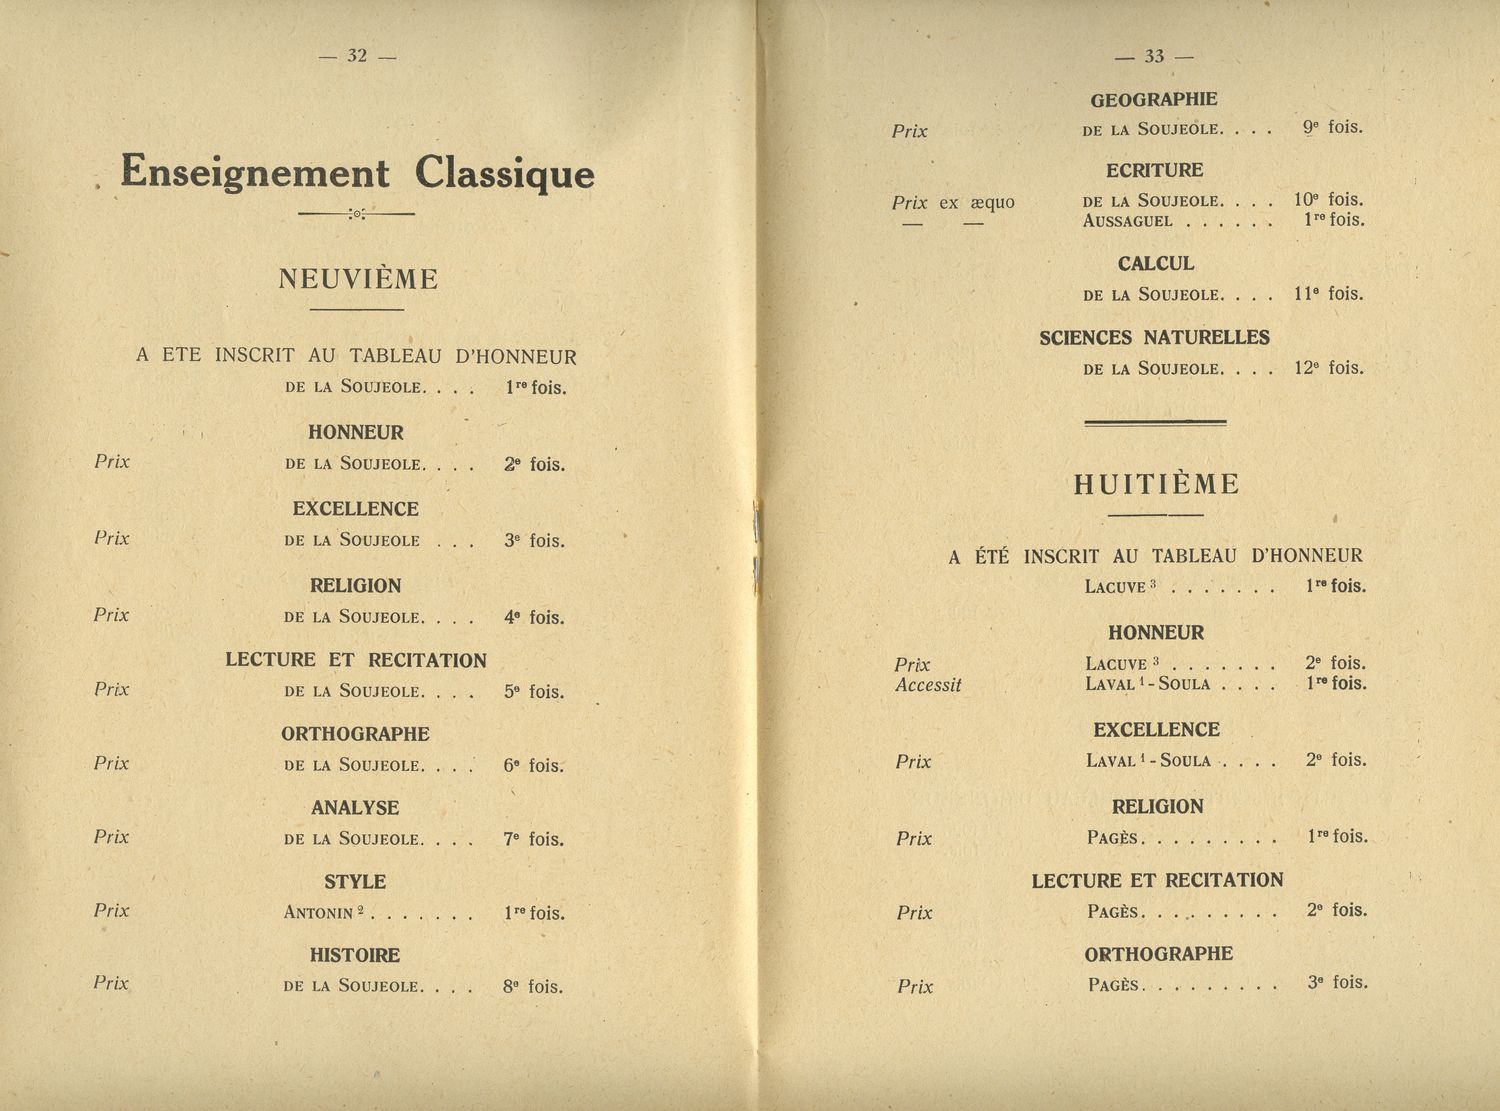 — 32 —
Enseignement Classique
NEUVIÈME
A ETE INSCRIT AU TABLEAU D'HONNEUR
DE LA SOUJEOLE. . . . 1re fois.
HONNEUR
Prix DE LA SOUJEOLE. . . . 2e fois.
EXCELLENCE
Prix DE LA SOUJEOLE . . . 3e fois.
RELIGION
Prix DE LA SOUJEOLE. . . . 4e fois.
LECTURE ET RECITATION
Prix DE LA SOUJEOLE. . . . 5e fois.
ORTHOGRAPHE
Prix DE LA SOUJEOLE. . . . 6e fois.
ANALYSE
Prix DE LA SOUJEOLE. . . . 7e fois.
STYLE
Prix ANTONIN 2 . . . . . . . 1re fois.
HISTOIRE
Prix DE LA SOUJEOLE. . . . 8e fois.
— 33 —
GEOGRAPHIE
Prix DE LA SOUJEOLE. . . . 9e fois.
ECRITURE
Prix ex æquo DE LA SOUJEOLE. . . . 10e fois.
— — AUSSAGUEL . . . . . . 1re fois.
CALCUL
DE LA SOUJEOLE. . . . 11e fois.
SCIENCES NATURELLES
DE LA SOUJEOLE. . . . 12e fois.
HUITIÈME
A ÉTÉ INSCRIT AU TABLEAU D'HONNEUR
LACUVE 3 . . . . . . . 1re fois.
HONNEUR
Prix LACUVE 3 . . . . . . . 2e fois.
Accessit LAVAL 1 - SOULA . . . . 1re fois.
EXCELLENCE
Prix LAVAL 1 - SOULA . . . . 2e fois.
RELIGION
Prix PAGÈS. . . . . . . . . 1re fois.
LECTURE ET RECITATION
Prix PAGÈS. . . . . . . . . 2e fois.
ORTHOGRAPHE
Prix PAGÈS. . . . . . . . . 3e fois.